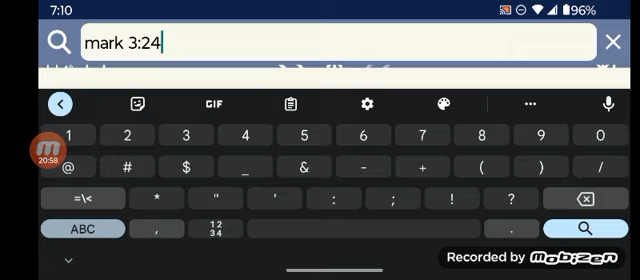 7:10 96%
mark 3:24
GIF
1 2 3 4 5 6 7 8 9 0
@ # $ _ & - + ( ) /
=\< * " ' : ; ! ?
ABC , 12 34 .
20:58
Recorded by Mobizen